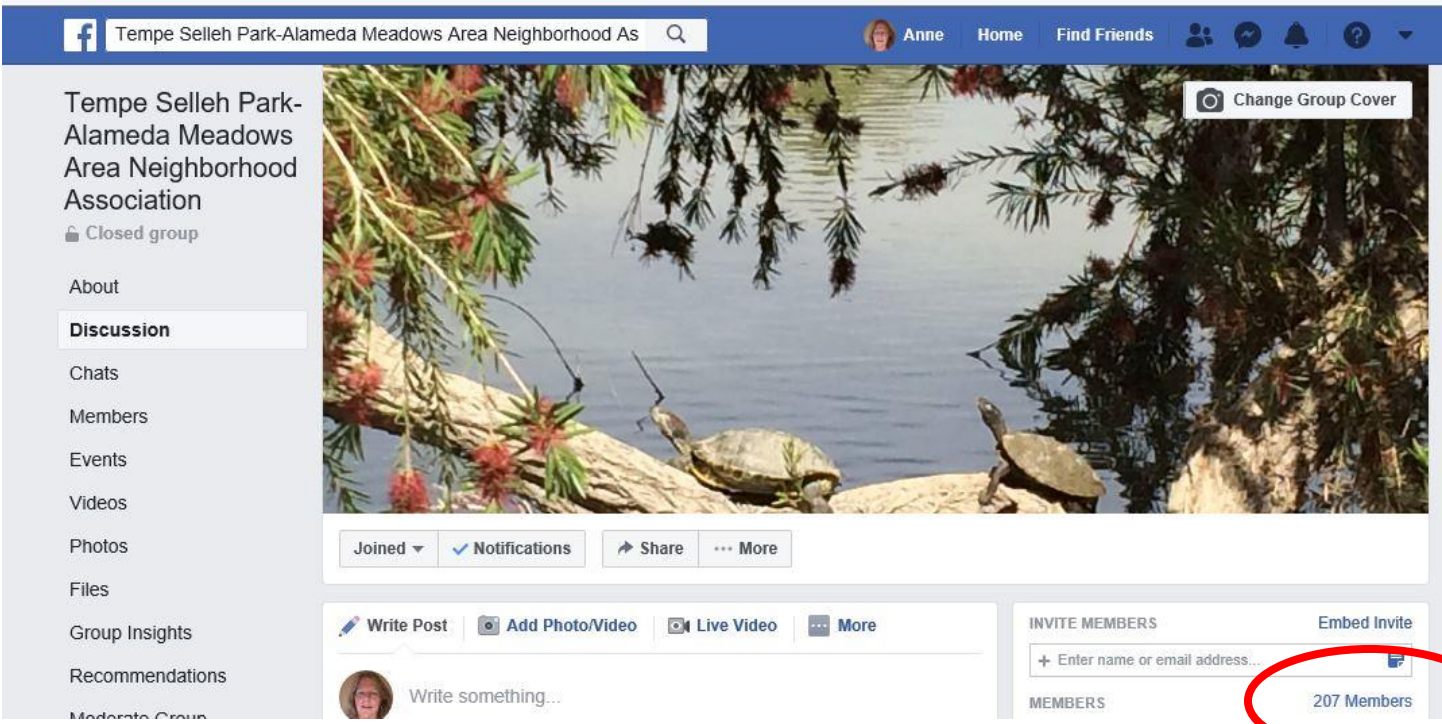 Tempe Selleh Park-Alameda Meadows Area Neighborhood As
Anne Home Find Friends
Tempe Selleh Park-
Alameda Meadows
Area Neighborhood
Association
Closed group
About
Discussion
Chats
Members
Events
Videos
Photos
Files
Group Insights
Recommendations
Moderate Group
Change Group Cover
Joined Notifications Share More
Write Post Add Photo/Video Live Video More
Write something...
INVITE MEMBERS Embed Invite
+ Enter name or email address...
MEMBERS 207 Members